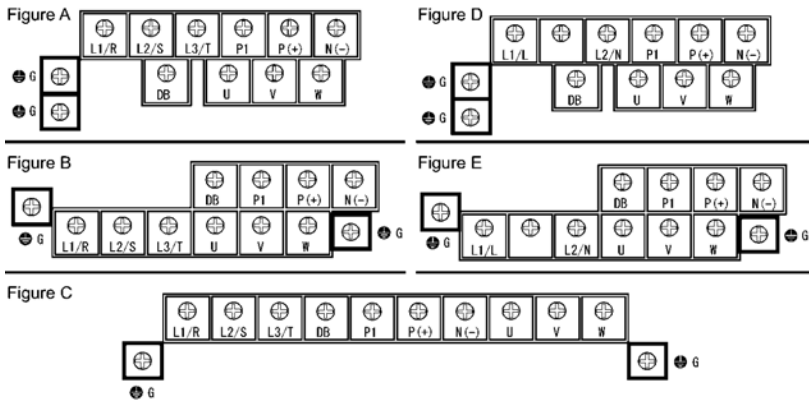 Figure A
L1/R L2/S L3/T P1 P(+) N(-)
G
DB U V W
G
Figure D
L1/L L2/N P1 P(+) N(-)
G
DB U V W
G
Figure B
DB P1 P(+) N(-)
G
L1/R L2/S L3/T U V W
G
Figure E
DB P1 P(+) N(-)
G
L1/L L2/N U V W
G
Figure C
L1/R L2/S L3/T DB P1 P(+) N(-) U V W
G
G